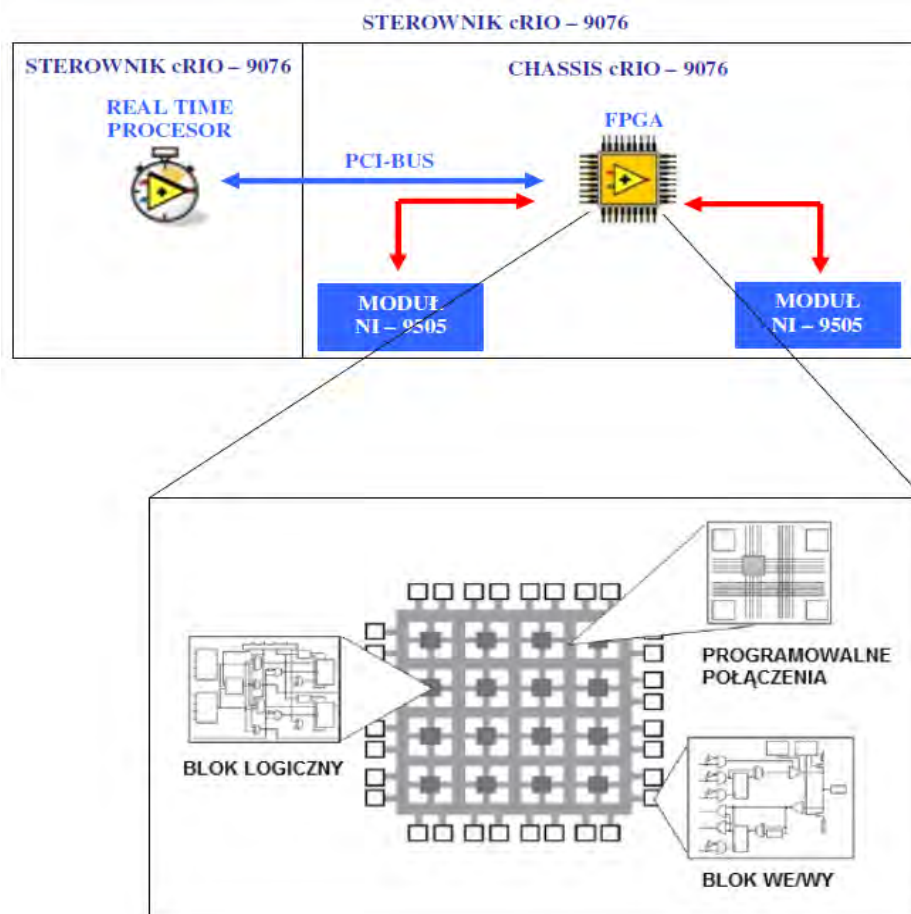 STEROWNIK cRIO – 9076
STEROWNIK cRIO – 9076
CHASSIS cRIO – 9076
REAL TIME
PROCESOR
FPGA
PCI-BUS
MODUŁ
NI – 9505
MODUŁ
NI – 9505
PROGRAMOWALNE
POŁĄCZENIA
BLOK LOGICZNY
BLOK WE/WY